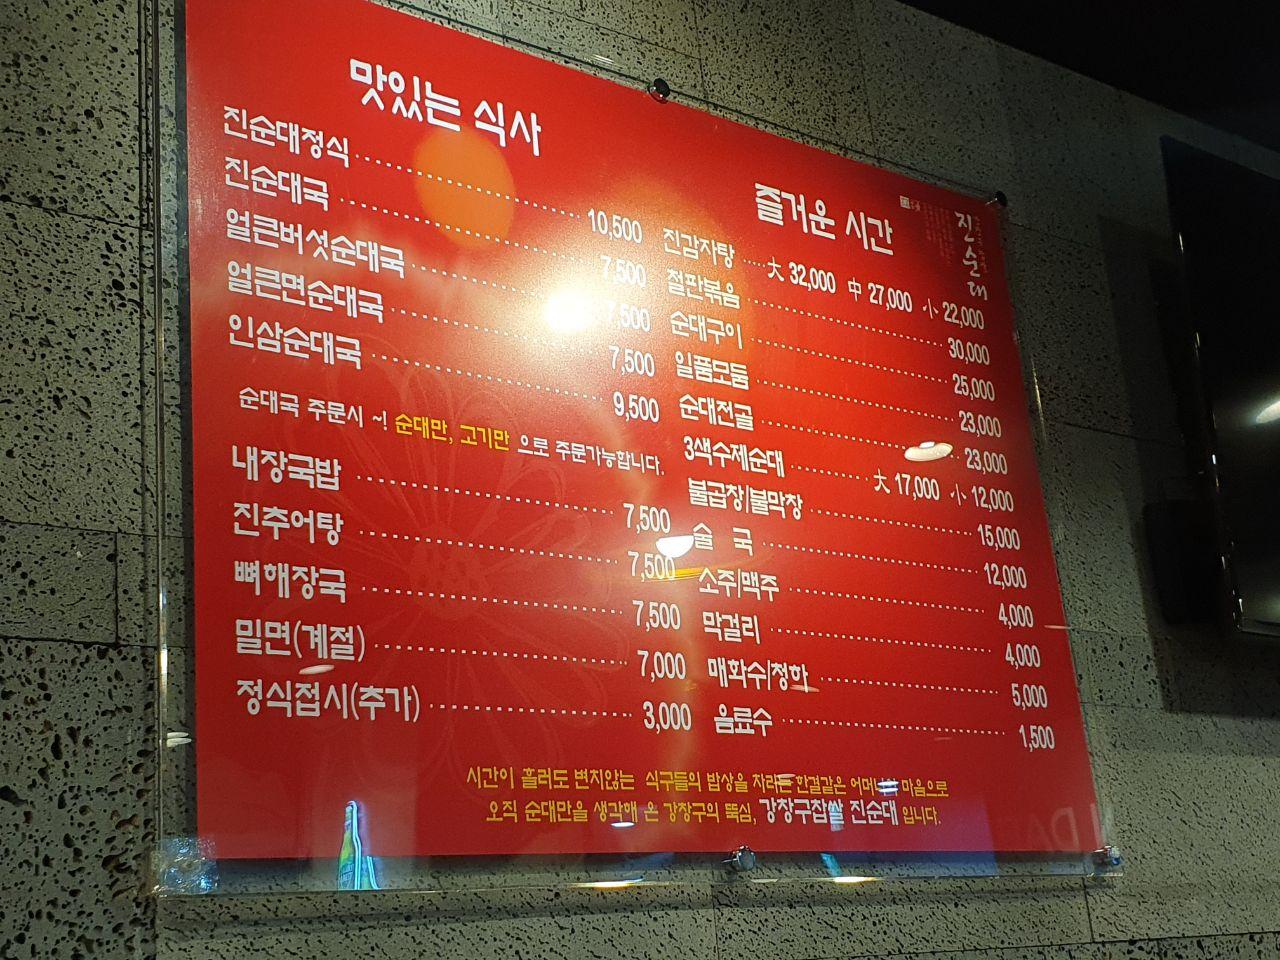 맛있는 식사
진순대정식 10,500
진순대국 7,500
얼큰버섯순대국 7,500
얼큰면순대국 7,500
인삼순대국 9,500
순대국 주문시 ~! 순대만, 고기만 으로 주문가능합니다.
내장국밥 7,500
진추어탕 7,500
뼈해장국 7,500
밀면(계절) 7,000
정식접시(추가) 3,000
즐거운 시간
진순대
진감자탕 大 32,000 中 27,000 小 22,000
철판볶음 30,000
순대구이 25,000
일품모둠 23,000
순대전골 23,000
3색수제순대 大 17,000 小 12,000
불곱창/불막창 15,000
술 국 12,000
소주/맥주 4,000
막걸리 4,000
매화수/청하 5,000
음료수 1,500
시간이 흘러도 변치않는 식구들의 밥상을 차리는 한결같은 어머니의 마음으로
오직 순대만을 생각해 온 강창구의 뚝심, 강창구찹쌀 진순대 입니다.